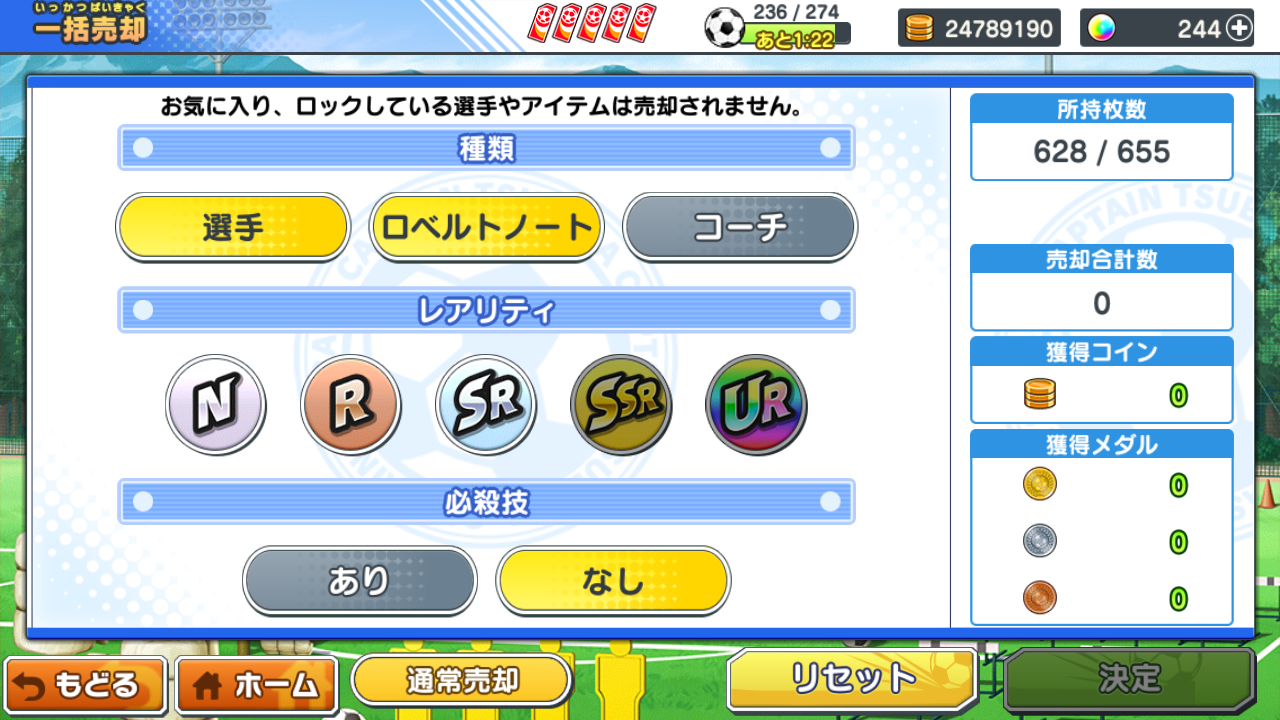 いっかつばいきゃく
一括売却
236 / 274
あと1:22
24789190
244
お気に入り、ロックしている選手やアイテムは売却されません。
種類
選手
ロベルトノート
コーチ
レアリティ
N
R
SR
SSR
UR
必殺技
あり
なし
所持枚数
628 / 655
売却合計数
0
獲得コイン
0
獲得メダル
0
0
0
もどる
ホーム
通常売却
リセット
決定